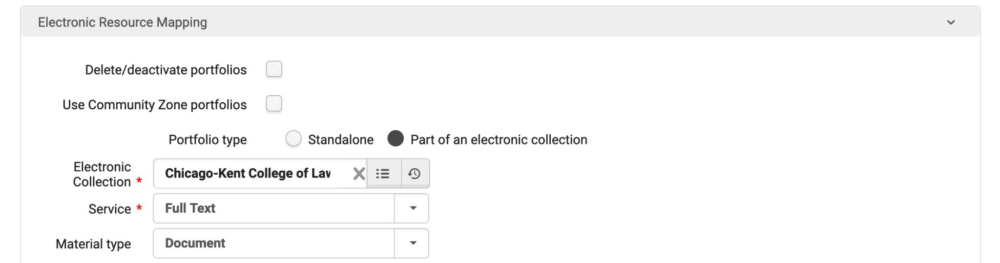 Electronic Resource Mapping
Delete/deactivate portfolios
Use Community Zone portfolios
Portfolio type Standalone Part of an electronic collection
Electronic
Collection * Chicago-Kent College of Law
Service * Full Text
Material type Document